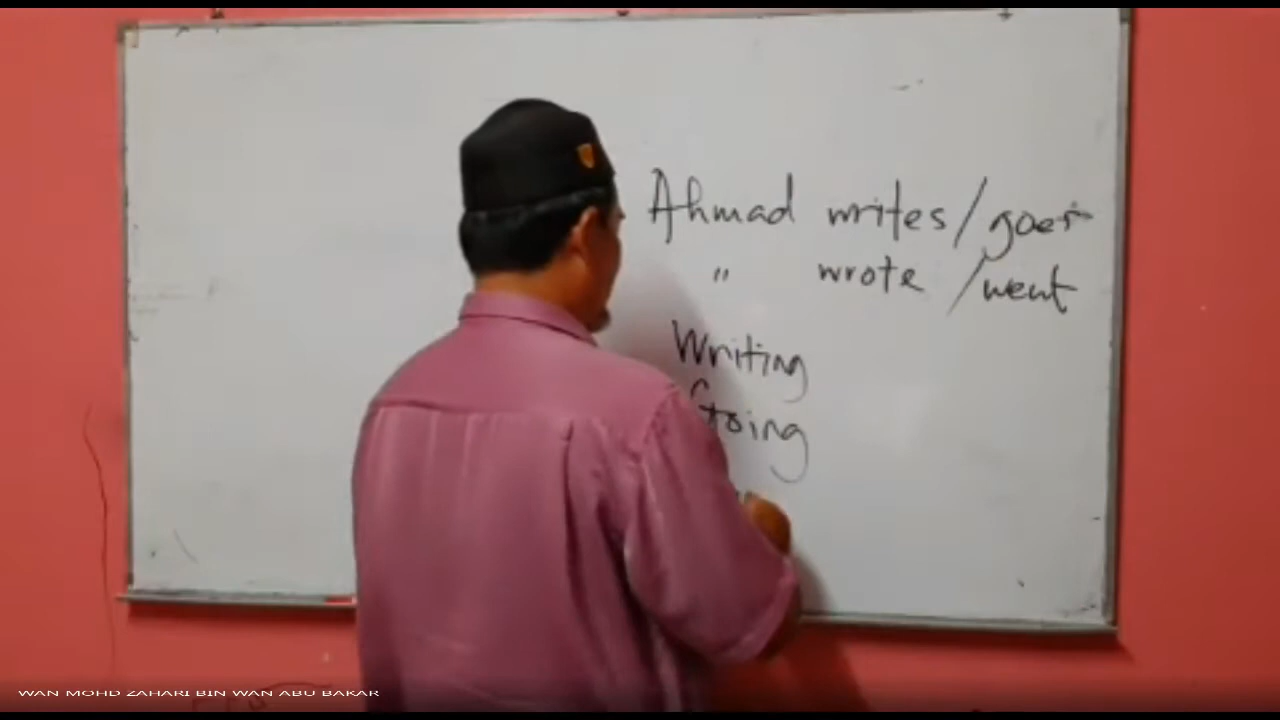 Ahmad writes/goes
" wrote /went
Writing
Going
WAN MOHD ZAHARI BIN WAN ABU BAKAR